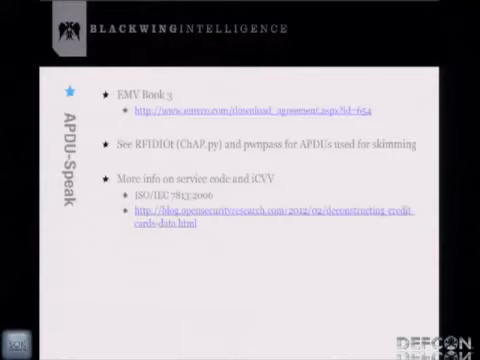 BLACKWINGINTELLIGENCE
APDU-Speak
EMV Book 3
http://www.emvco.com/download_agreement.aspx?id=654
See RFIDIOt (ChAP.py) and pwnpass for APDUs used for skimming
More info on service code and iCVV
ISO/IEC 7813:2006
http://blog.opensecurityresearch.com/2012/02/deconstructing-credit-
cards-data.html
DEFCON